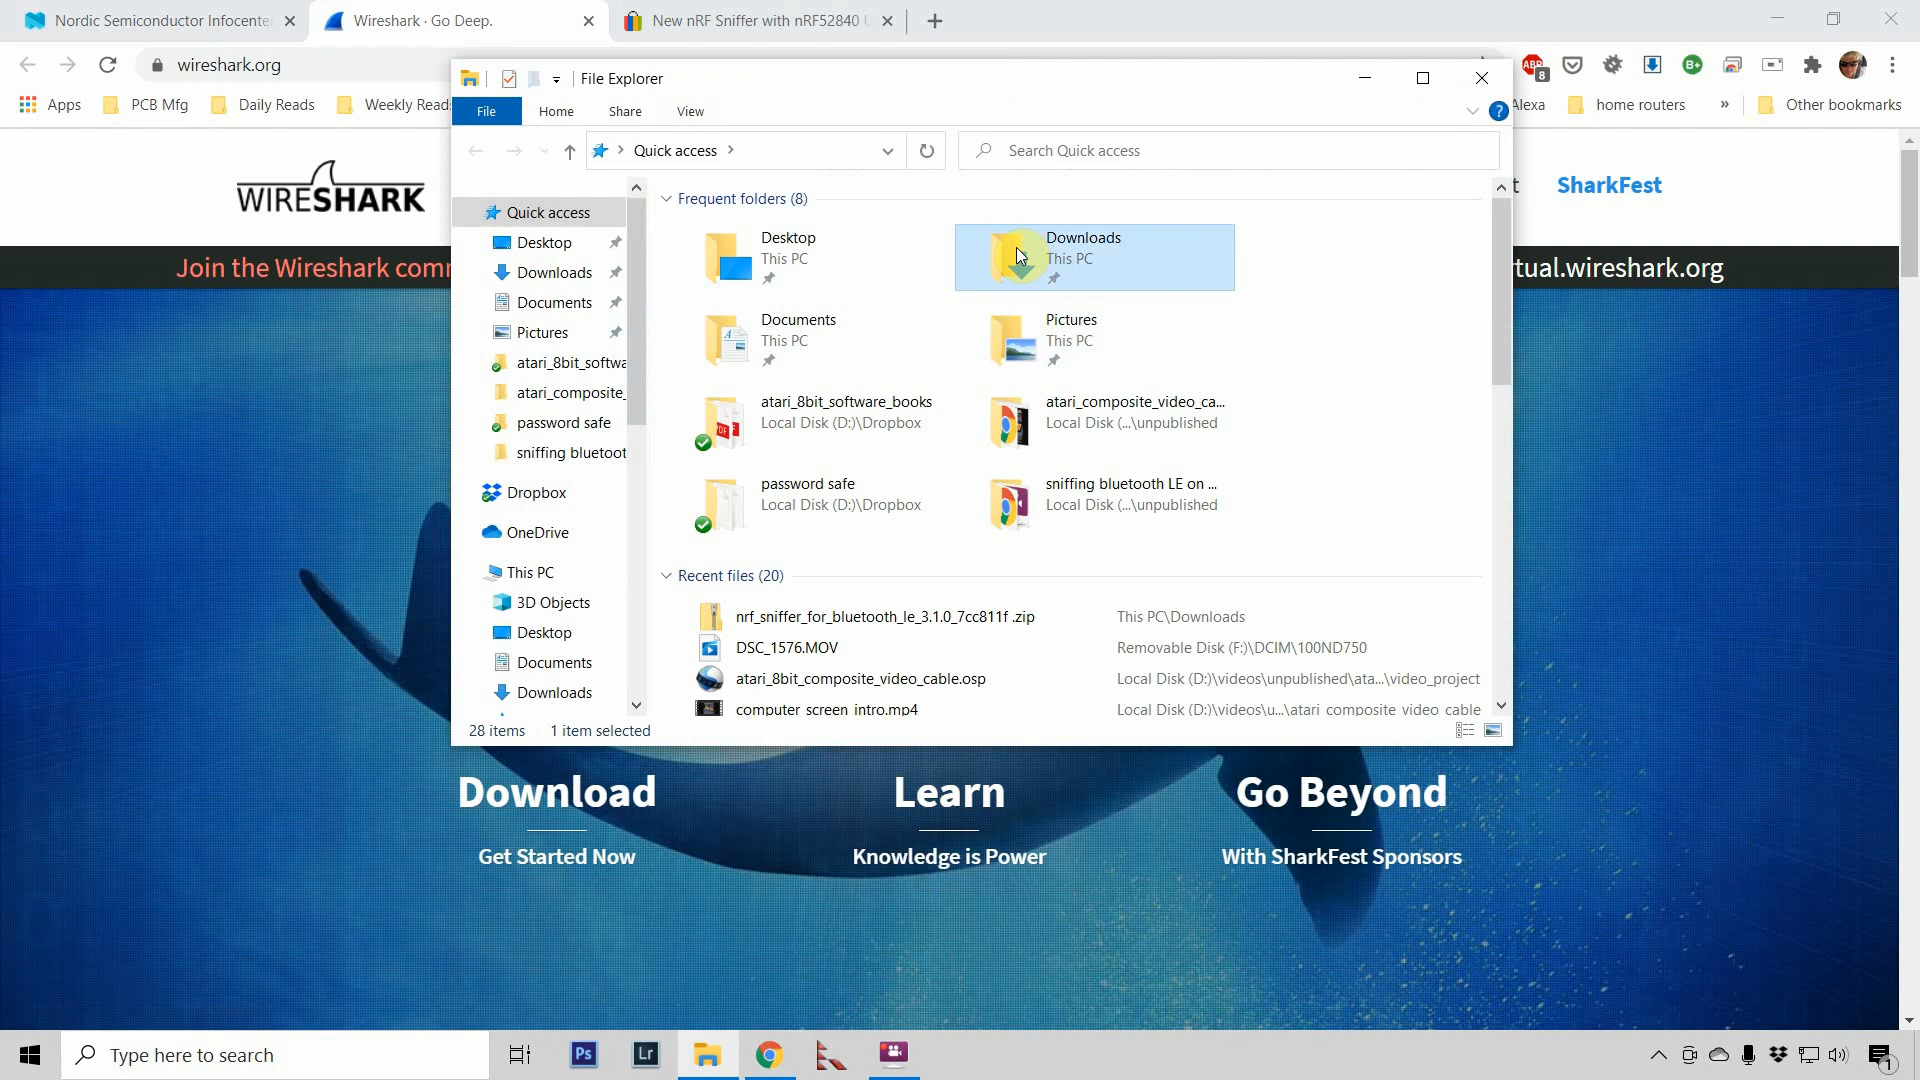 Nordic Semiconductor Infocente
Wireshark · Go Deep.
New nRF Sniffer with nRF52840 U
wireshark.org
ABP
8
B+
Apps
PCB Mfg
Daily Reads
Weekly Reads
Alexa
home routers
»
Other bookmarks
File Explorer
File
Home
Share
View
?
Quick access
Search Quick access
WIRESHARK
t
SharkFest
Join the Wireshark comm
tual.wireshark.org
Quick access
Desktop
Downloads
Documents
Pictures
atari_8bit_softwa
atari_composite_
password safe
sniffing bluetoot
Dropbox
OneDrive
This PC
3D Objects
Desktop
Documents
Downloads
Frequent folders (8)
Desktop
This PC
Downloads
This PC
Documents
This PC
Pictures
This PC
atari_8bit_software_books
Local Disk (D:)\Dropbox
atari_composite_video_ca...
Local Disk (...\unpublished
password safe
Local Disk (D:)\Dropbox
sniffing bluetooth LE on ...
Local Disk (...\unpublished
Recent files (20)
nrf_sniffer_for_bluetooth_le_3.1.0_7cc811f .zip
This PC\Downloads
DSC_1576.MOV
Removable Disk (F:)\DCIM\100ND750
atari_8bit_composite_video_cable.osp
Local Disk (D:)\videos\unpublished\ata...\video_project
computer screen intro.mp4
Local Disk (D:)\videos\u...\atari composite video cable
28 items
1 item selected
Download
Get Started Now
Learn
Knowledge is Power
Go Beyond
With SharkFest Sponsors
Type here to search
Ps
Lr
1